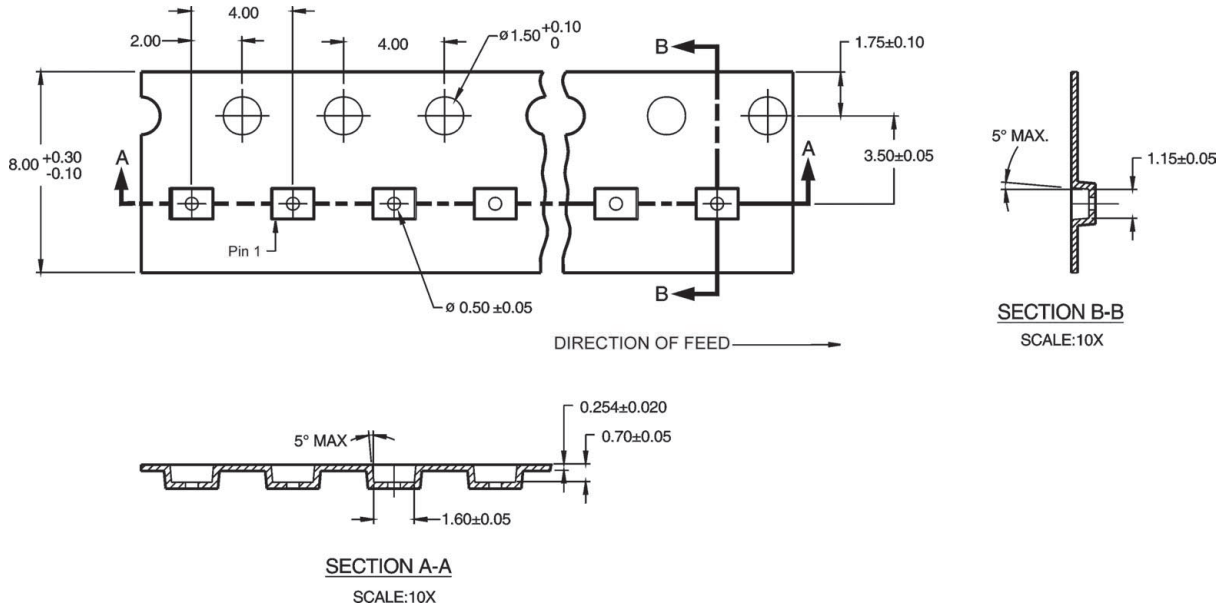 4.00
2.00
4.00
ø1.50 +0.10
0
B
1.75±0.10
8.00 +0.30
-0.10
A
3.50±0.05
A
Pin 1
ø 0.50 ±0.05
B
DIRECTION OF FEED
5° MAX.
1.15±0.05
SECTION B-B
SCALE:10X
0.254±0.020
5° MAX
0.70±0.05
1.60±0.05
SECTION A-A
SCALE:10X